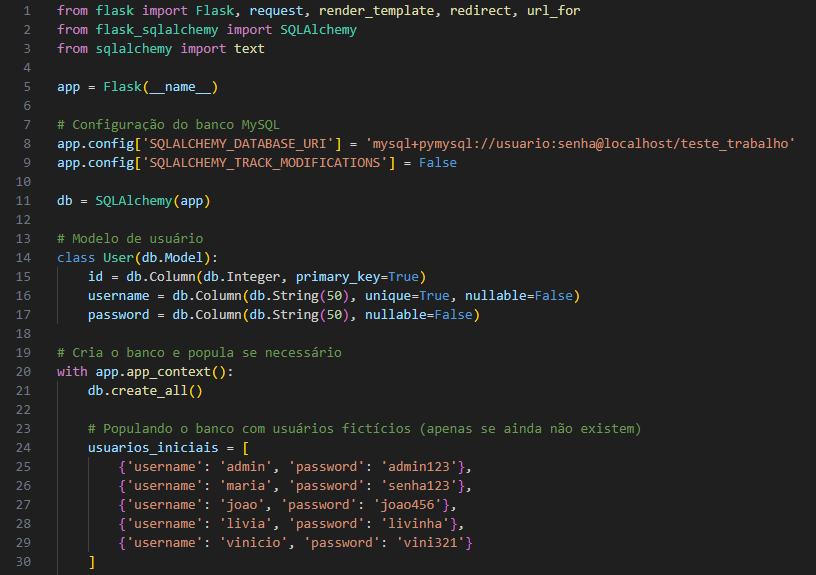 1 from flask import Flask, request, render_template, redirect, url_for
2 from flask_sqlalchemy import SQLAlchemy
3 from sqlalchemy import text
4
5 app = Flask(__name__)
6
7 # Configuração do banco MySQL
8 app.config['SQLALCHEMY_DATABASE_URI'] = 'mysql+pymysql://usuario:senha@localhost/teste_trabalho'
9 app.config['SQLALCHEMY_TRACK_MODIFICATIONS'] = False
10
11 db = SQLAlchemy(app)
12
13 # Modelo de usuário
14 class User(db.Model):
15     id = db.Column(db.Integer, primary_key=True)
16     username = db.Column(db.String(50), unique=True, nullable=False)
17     password = db.Column(db.String(50), nullable=False)
18
19 # Cria o banco e popula se necessário
20 with app.app_context():
21     db.create_all()
22
23     # Populando o banco com usuários fictícios (apenas se ainda não existem)
24     usuarios_iniciais = [
25         {'username': 'admin', 'password': 'admin123'},
26         {'username': 'maria', 'password': 'senha123'},
27         {'username': 'joao', 'password': 'joao456'},
28         {'username': 'livia', 'password': 'livinha'},
29         {'username': 'vinicio', 'password': 'vini321'}
30     ]